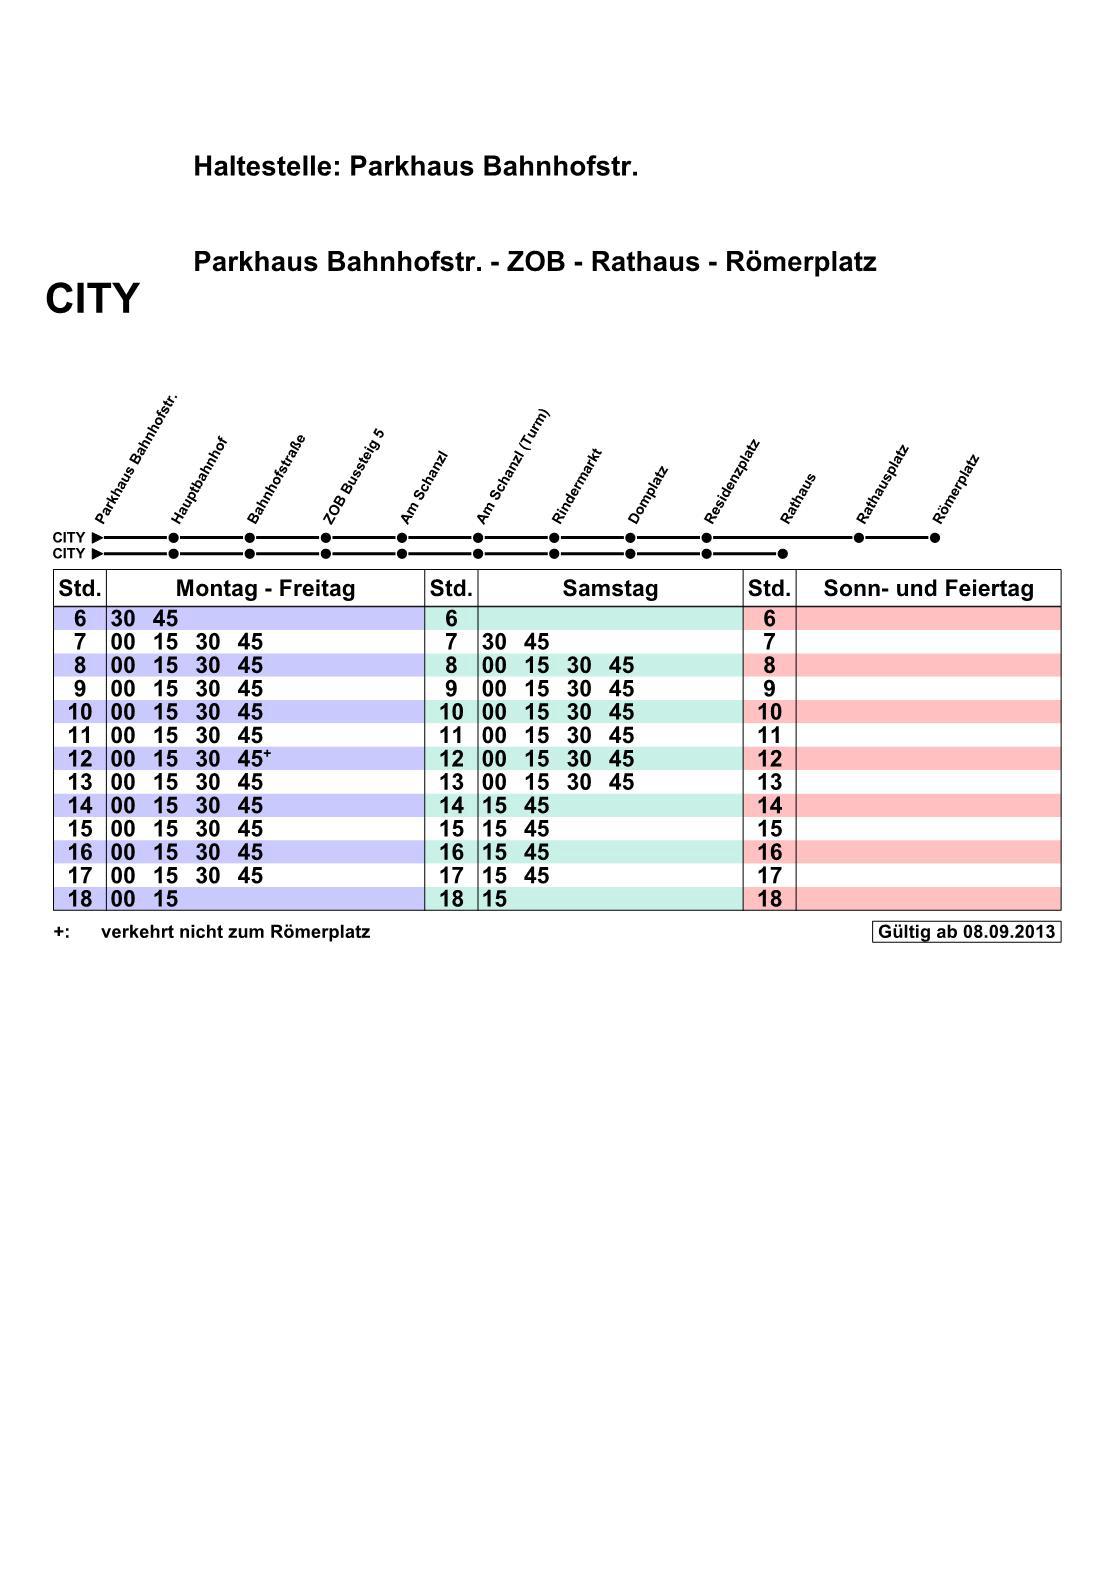 Haltestelle: Parkhaus Bahnhofstr.
Parkhaus Bahnhofstr. - ZOB - Rathaus - Römerplatz
CITY
Parkhaus Bahnhofstr.
Hauptbahnhof
Bahnhofstraße
ZOB Bussteig 5
Am Schanzl
Am Schanzl (Turm)
Rindermarkt
Domplatz
Residenzplatz
Rathaus
Rathausplatz
Römerplatz
CITY
CITY
Std. Montag - Freitag Std. Samstag Std. Sonn- und Feiertag
6 30 45 6 6
7 00 15 30 45 7 30 45 7
8 00 15 30 45 8 00 15 30 45 8
9 00 15 30 45 9 00 15 30 45 9
10 00 15 30 45 10 00 15 30 45 10
11 00 15 30 45 11 00 15 30 45 11
12 00 15 30 45+ 12 00 15 30 45 12
13 00 15 30 45 13 00 15 30 45 13
14 00 15 30 45 14 15 45 14
15 00 15 30 45 15 15 45 15
16 00 15 30 45 16 15 45 16
17 00 15 30 45 17 15 45 17
18 00 15 18 15 18
+: verkehrt nicht zum Römerplatz Gültig ab 08.09.2013